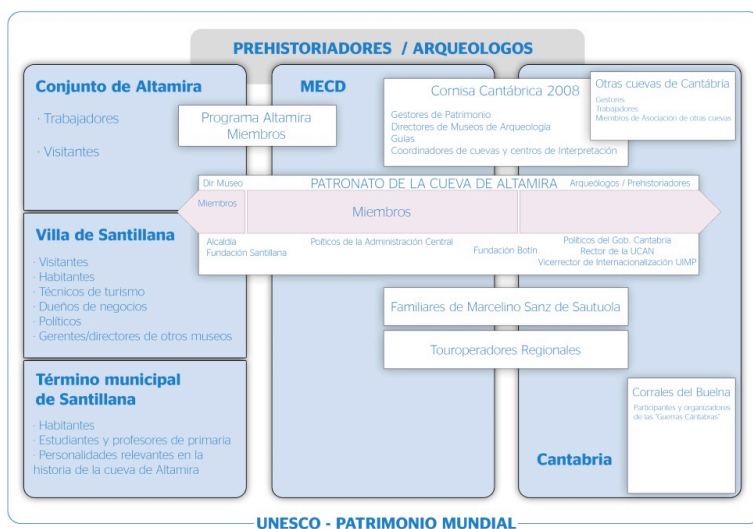 PREHISTORIADORES / ARQUEOLOGOS
Conjunto de Altamira
· Trabajadores
· Visitantes
MECD
Programa Altamira
Miembros
Cornisa Cantábrica 2008
Gestores de Patrimonio
Directores de Museos de Arqueología
Guías
Coordinadores de cuevas y centros de Interpretación
Otras cuevas de Cantábria
Gestores
Trabajadores
Miembros de Asociación de otras cuevas
Dir Museo
PATRONATO DE LA CUEVA DE ALTAMIRA
Arqueólogos / Prehistoriadores
Miembros
Miembros
Alcaldía
Fundación Santillana
Poíticos de la Administración Central
Fundación Botín
Políticos del Gob. Cantabria
Rector de la UCAN
Vicerrector de Internacionalización UIMP
Villa de Santillana
· Visitantes
· Habitantes
· Técnicos de turismo
· Dueños de negocios
· Políticos
· Gerentes/directores de otros museos
Familiares de Marcelino Sanz de Sautuola
Touroperadores Regionales
Término municipal
de Santillana
· Habitantes
· Estudiantes y profesores de primaria
· Personalidades relevantes en la
historia de la cueva de Altamira
Corrales del Buelna
Participantes y organizadores
de las "Guerras Cántabras"
Cantabria
UNESCO - PATRIMONIO MUNDIAL